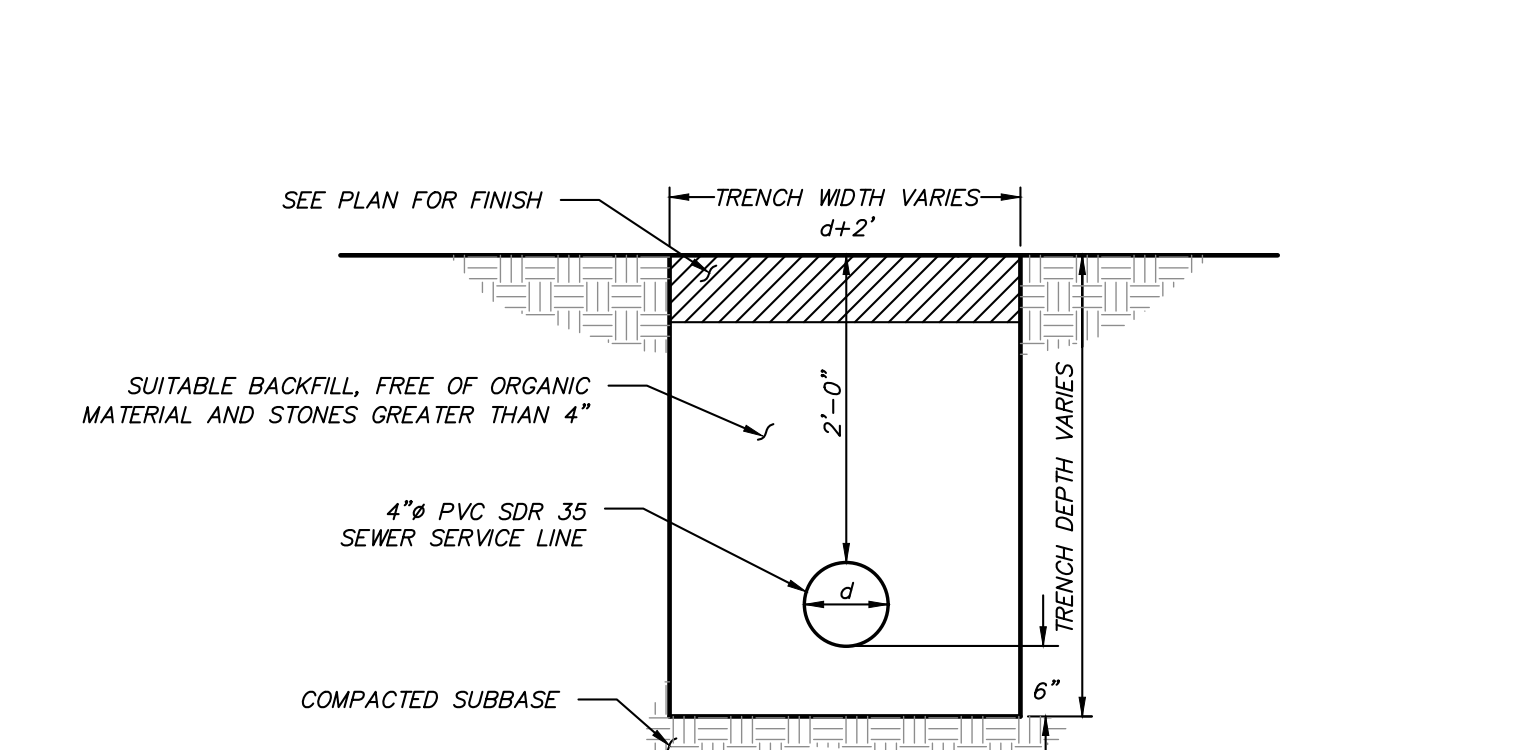 SEE PLAN FOR FINISH
TRENCH WIDTH VARIES
d+2'
SUITABLE BACKFILL, FREE OF ORGANIC
MATERIAL AND STONES GREATER THAN 4"
2'-0"
TRENCH DEPTH VARIES
4"ø PVC SDR 35
SEWER SERVICE LINE
d
6"
COMPACTED SUBBASE